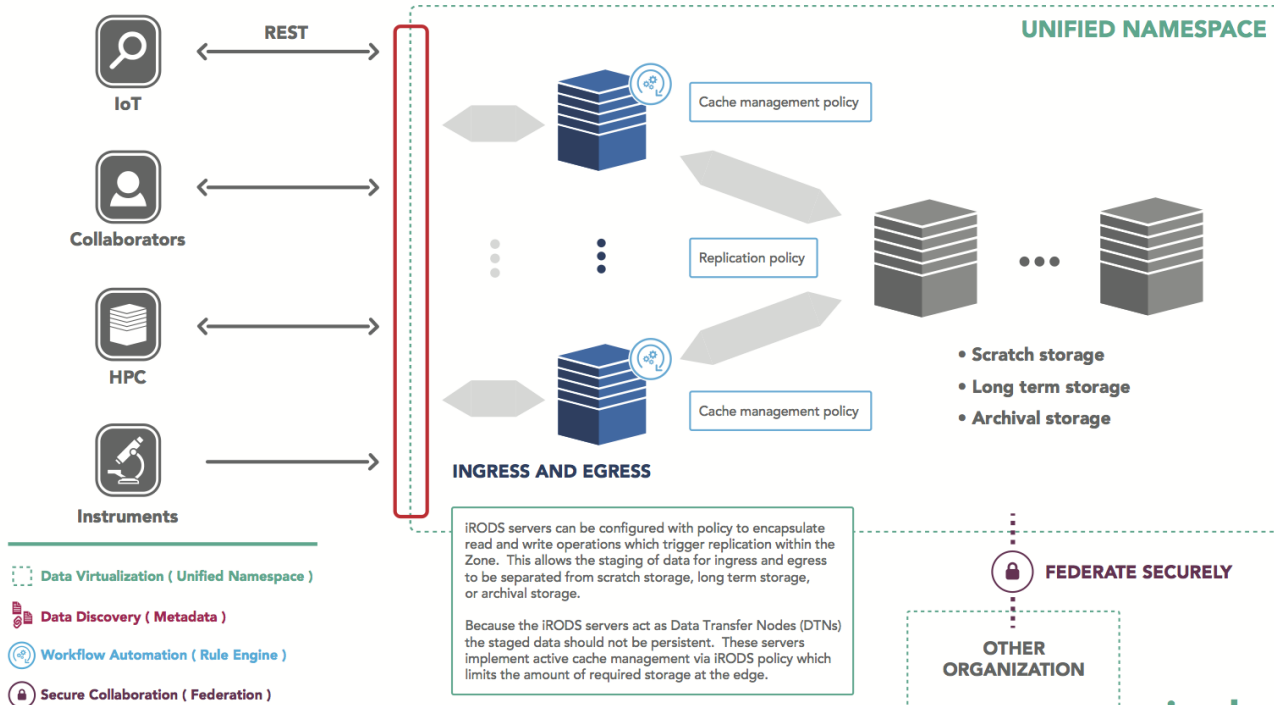 UNIFIED NAMESPACE
REST
IoT
Collaborators
HPC
Instruments
Cache management policy
Replication policy
Cache management policy
• Scratch storage
• Long term storage
• Archival storage
INGRESS AND EGRESS
iRODS servers can be configured with policy to encapsulate
read and write operations which trigger replication within the
Zone. This allows the staging of data for ingress and egress
to be separated from scratch storage, long term storage,
or archival storage.
Because the iRODS servers act as Data Transfer Nodes (DTNs)
the staged data should not be persistent. These servers
implement active cache management via iRODS policy which
limits the amount of required storage at the edge.
FEDERATE SECURELY
OTHER
ORGANIZATION
Data Virtualization ( Unified Namespace )
Data Discovery ( Metadata )
Workflow Automation ( Rule Engine )
Secure Collaboration ( Federation )